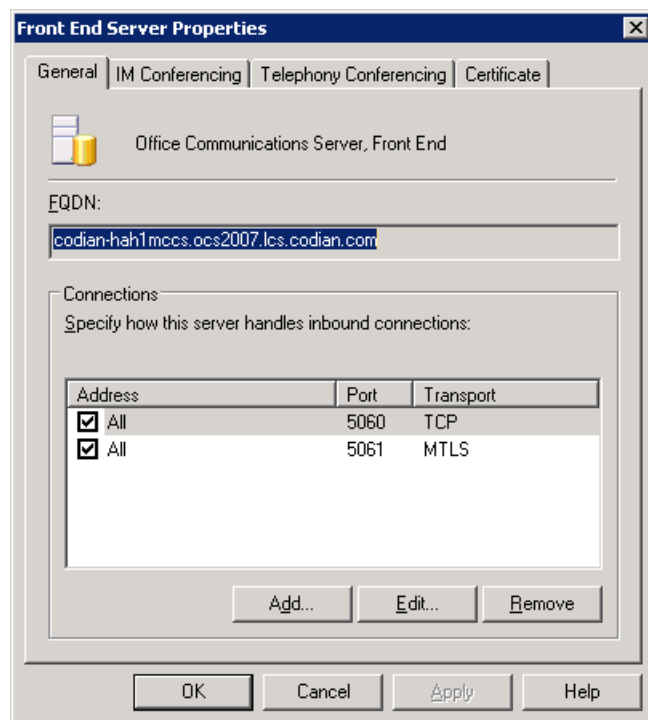 Front End Server Properties
General IM Conferencing Telephony Conferencing Certificate
Office Communications Server, Front End
FQDN:
codian-hah1mccs.ocs2007.lcs.codian.com
Connections
Specify how this server handles inbound connections:
Address Port Transport
All 5060 TCP
All 5061 MTLS
Add... Edit... Remove
OK Cancel Apply Help